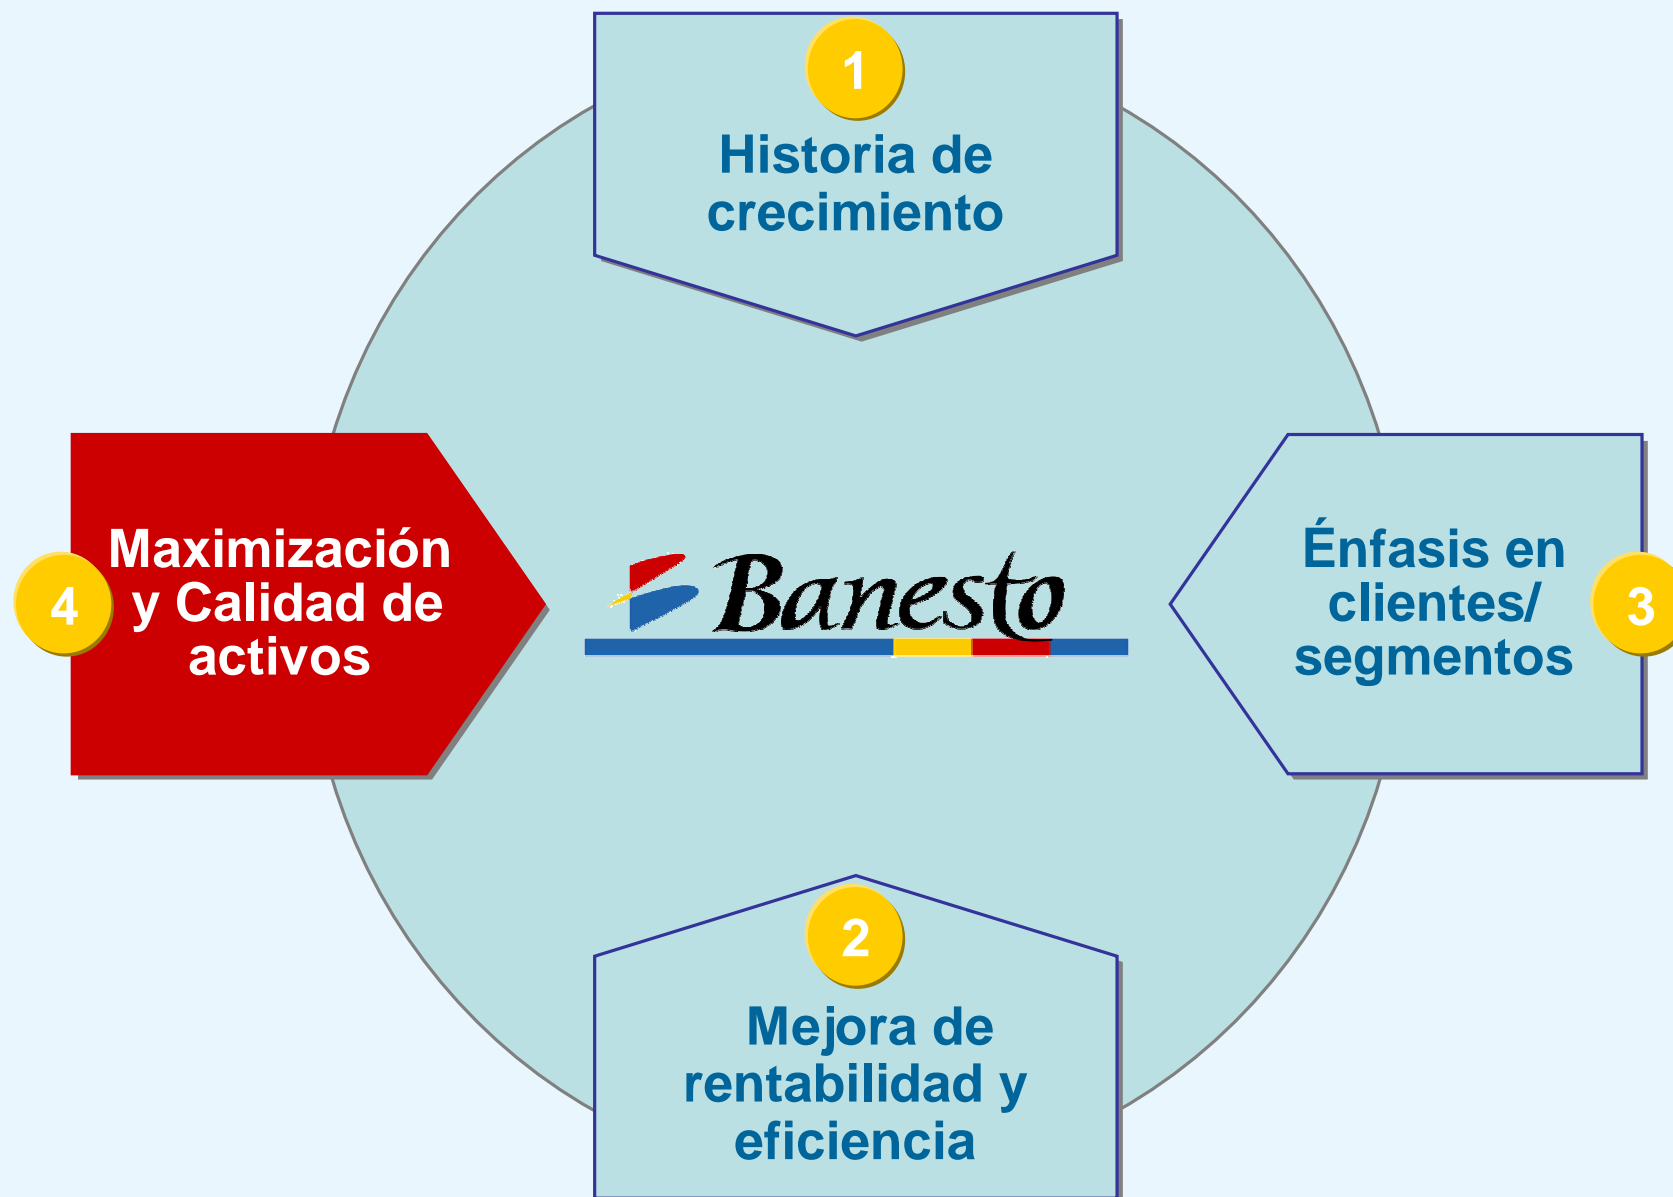 1
Historia de
crecimiento
4
Maximización
y Calidad de
activos
Banesto
Énfasis en
clientes/
segmentos
3
2
Mejora de
rentabilidad y
eficiencia